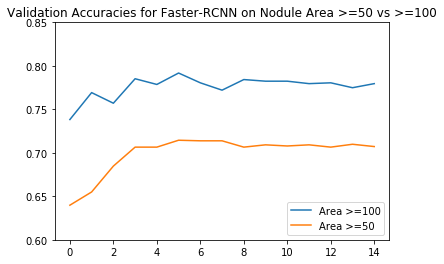 Validation Accuracies for Faster-RCNN on Nodule Area >=50 vs >=100
0.85
0.80
0.75
0.70
0.65
0.60
0 2 4 6 8 10 12 14
Area >=100
Area >=50